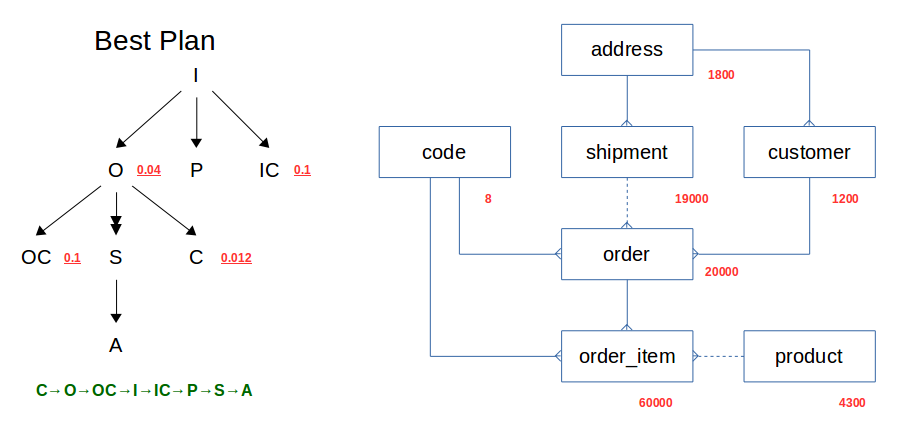 Best Plan
I
O 0.04 P IC 0.1
OC 0.1 S C 0.012
A
C→O→OC→I→IC→P→S→A
address
1800
code shipment customer
8 19000 1200
order
20000
order_item product
60000 4300